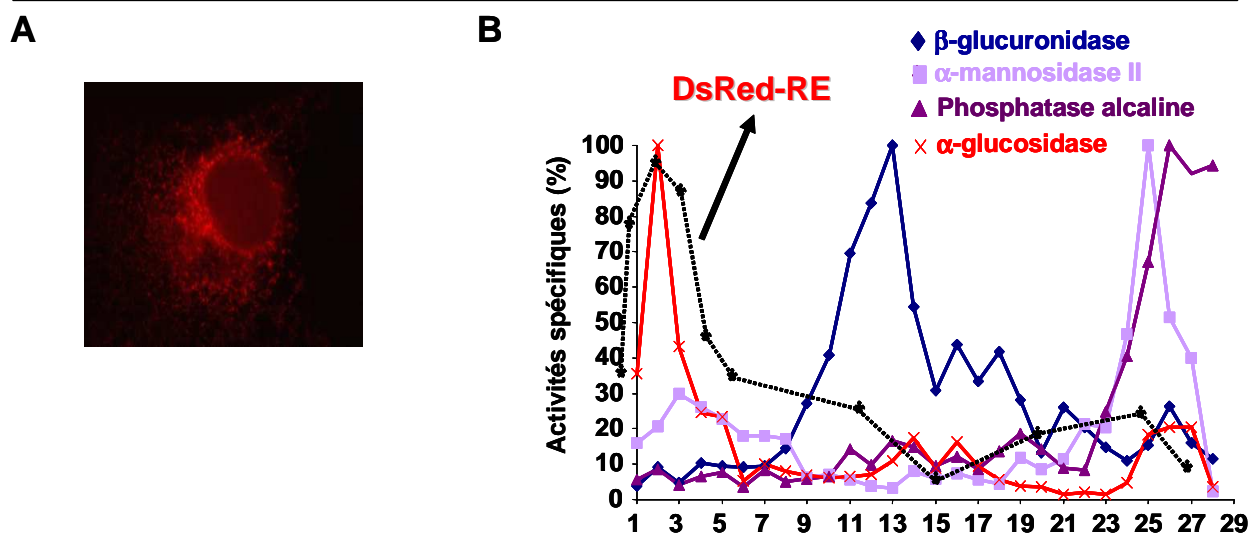 A
B
β-glucuronidase
α-mannosidase II
DsRed-RE
Phosphatase alcaline
α-glucosidase
Activités spécifiques (%)
100
90
80
70
60
50
40
30
20
10
0
1 3 5 7 9 11 13 15 17 19 21 23 25 27 29